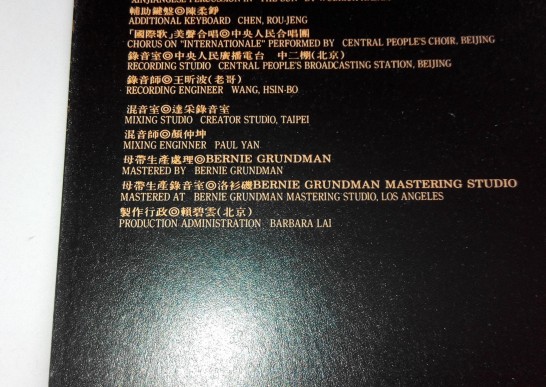 輔助鍵盤◎陳柔錚
ADDITIONAL KEYBOARD CHEN, ROU-JENG
「國際歌」美聲合唱◎中央人民合唱團
CHORUS ON "INTERNATIONALE" PERFORMED BY CENTRAL PEOPLE'S CHOIR, BEIJING
錄音室◎中央人民廣播電台 中二棚(北京)
RECORDING STUDIO CENTRAL PEOPLE'S BROADCASTING STATION, BEIJING
錄音師◎王昕波(老哥)
RECORDING ENGINEER WANG, HSIN-BO
混音室◎達采錄音室
MIXING STUDIO CREATOR STUDIO, TAIPEI
混音師◎顏仲坤
MIXING ENGINNER PAUL YAN
母帶生產處理◎BERNIE GRUNDMAN
MASTERED BY BERNIE GRUNDMAN
母帶生產錄音室◎洛衫磯BERNIE GRUNDMAN MASTERING STUDIO
MASTERED AT BERNIE GRUNDMAN MASTERING STUDIO, LOS ANGELES
製作行政◎賴碧雲(北京)
PRODUCTION ADMINISTRATION BARBARA LAI